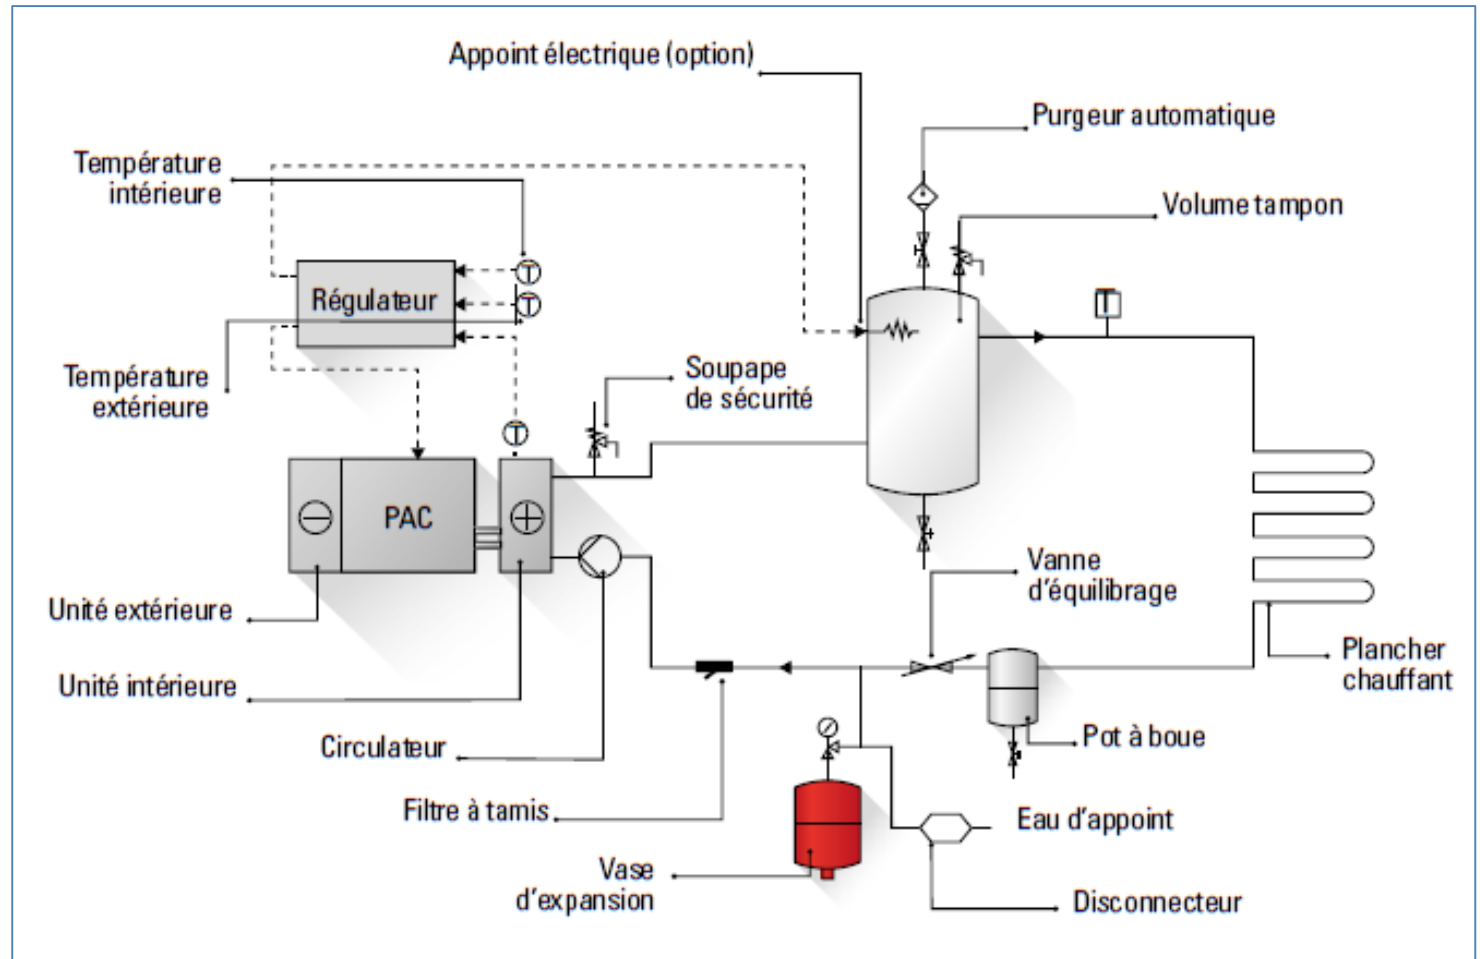 Appoint électrique (option)
Purgeur automatique
Température
intérieure
Volume tampon
T
Régulateur
T
T
Température
extérieure
Soupape
de sécurité
T
PAC
Vanne
d'équilibrage
Unité extérieure
Plancher
chauffant
Unité intérieure
Pot à boue
Circulateur
Filtre à tamis
Eau d'appoint
Vase
d'expansion
Disconnecteur